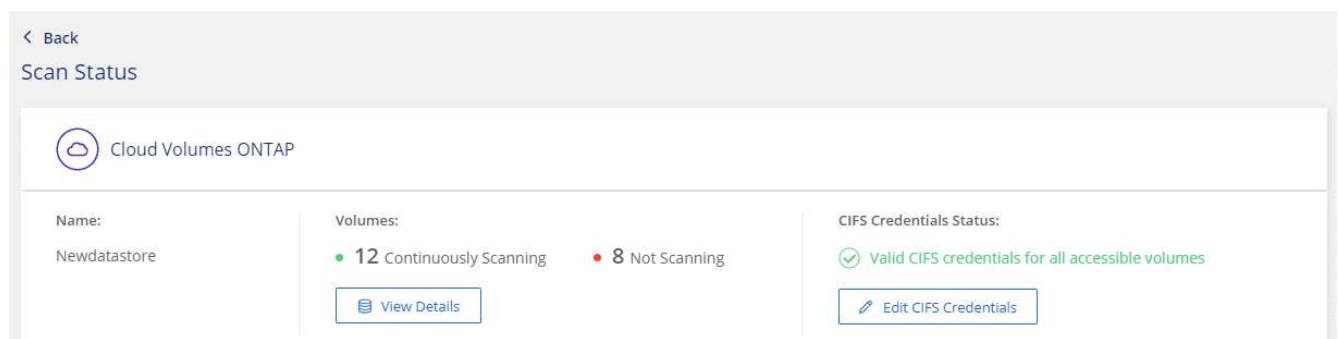 Back
Scan Status
Cloud Volumes ONTAP
Name:
Newdatastore
Volumes:
12 Continuously Scanning
8 Not Scanning
View Details
CIFS Credentials Status:
Valid CIFS credentials for all accessible volumes
Edit CIFS Credentials